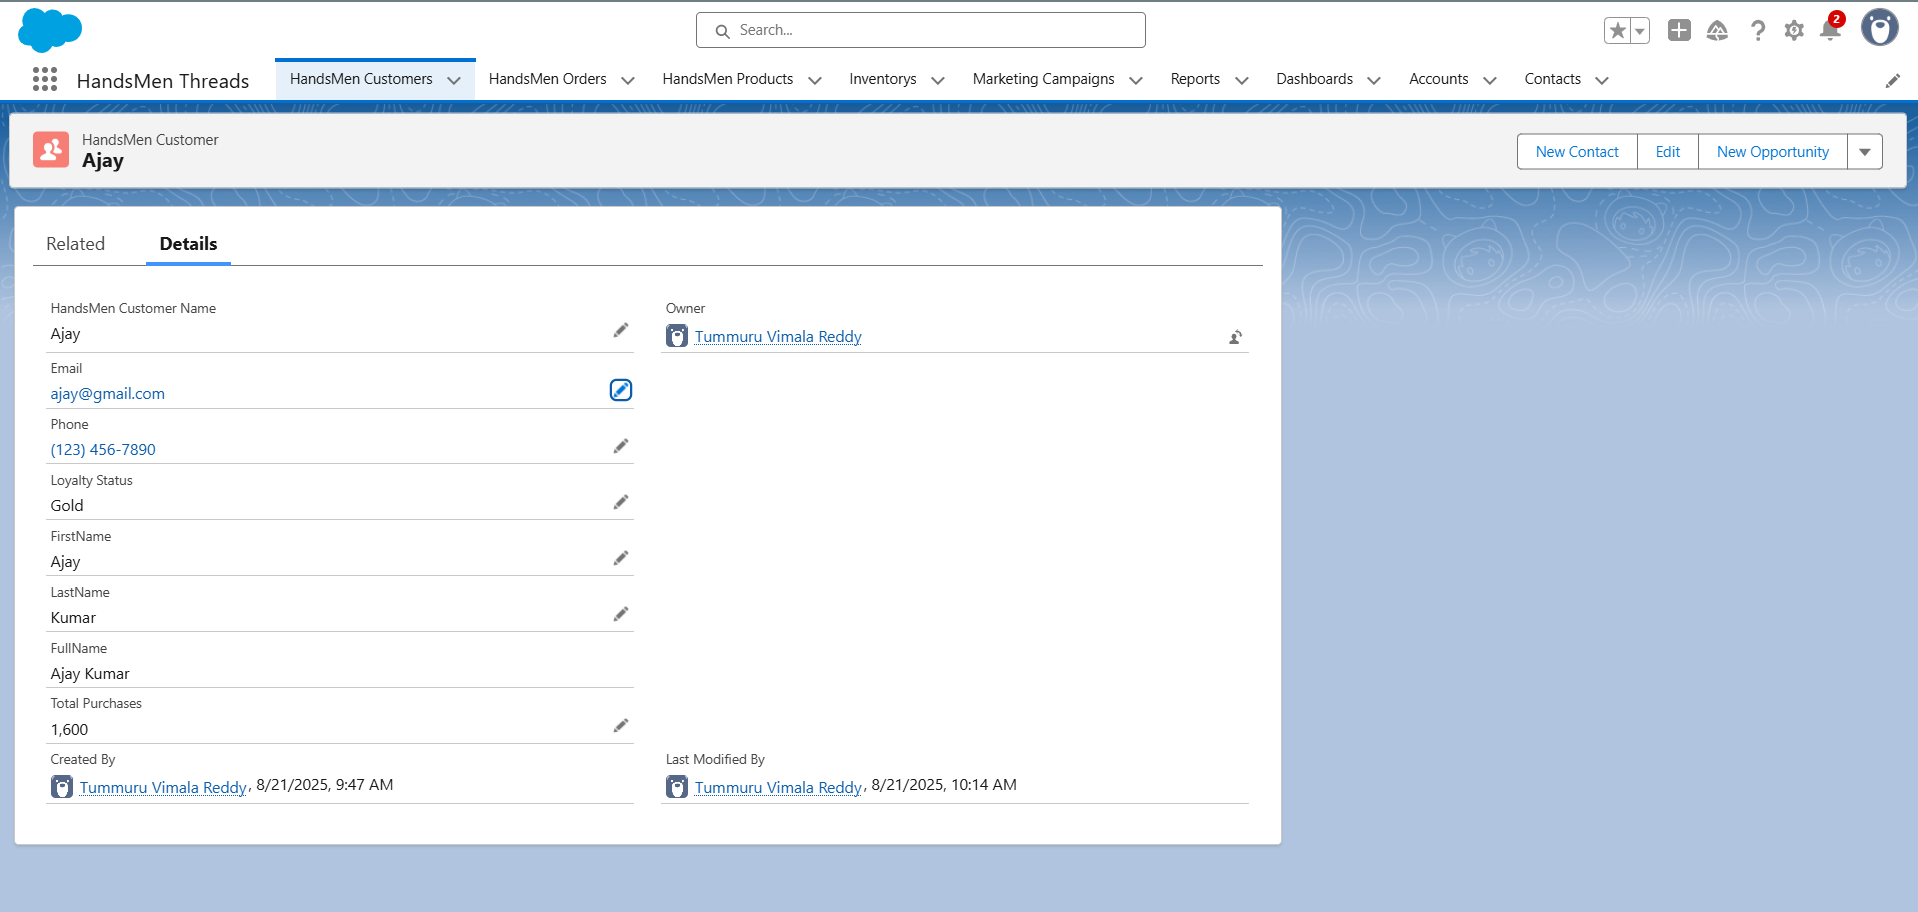 Search...
2
HandsMen Threads
HandsMen Customers
HandsMen Orders
HandsMen Products
Inventorys
Marketing Campaigns
Reports
Dashboards
Accounts
Contacts
HandsMen Customer
Ajay
New Contact
Edit
New Opportunity
Related
Details
HandsMen Customer Name
Ajay
Owner
Tummuru Vimala Reddy
Email
ajay@gmail.com
Phone
(123) 456-7890
Loyalty Status
Gold
FirstName
Ajay
LastName
Kumar
FullName
Ajay Kumar
Total Purchases
1,600
Created By
Tummuru Vimala Reddy, 8/21/2025, 9:47 AM
Last Modified By
Tummuru Vimala Reddy, 8/21/2025, 10:14 AM